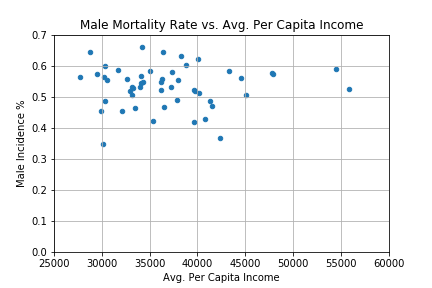 Male Mortality Rate vs. Avg. Per Capita Income
0.7
0.6
0.5
0.4
0.3
0.2
0.1
0.0
Male Incidence %
25000 30000 35000 40000 45000 50000 55000 60000
Avg. Per Capita Income